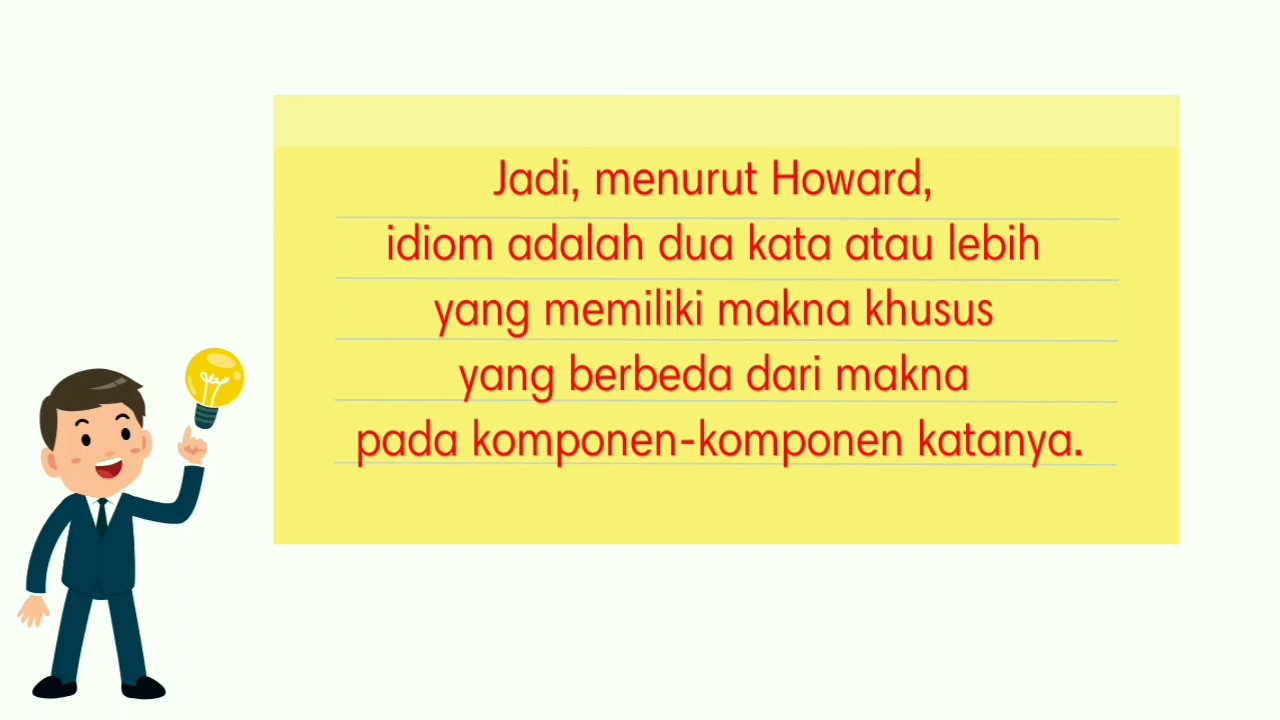 Jadi, menurut Howard,
idiom adalah dua kata atau lebih
yang memiliki makna khusus
yang berbeda dari makna
pada komponen-komponen katanya.